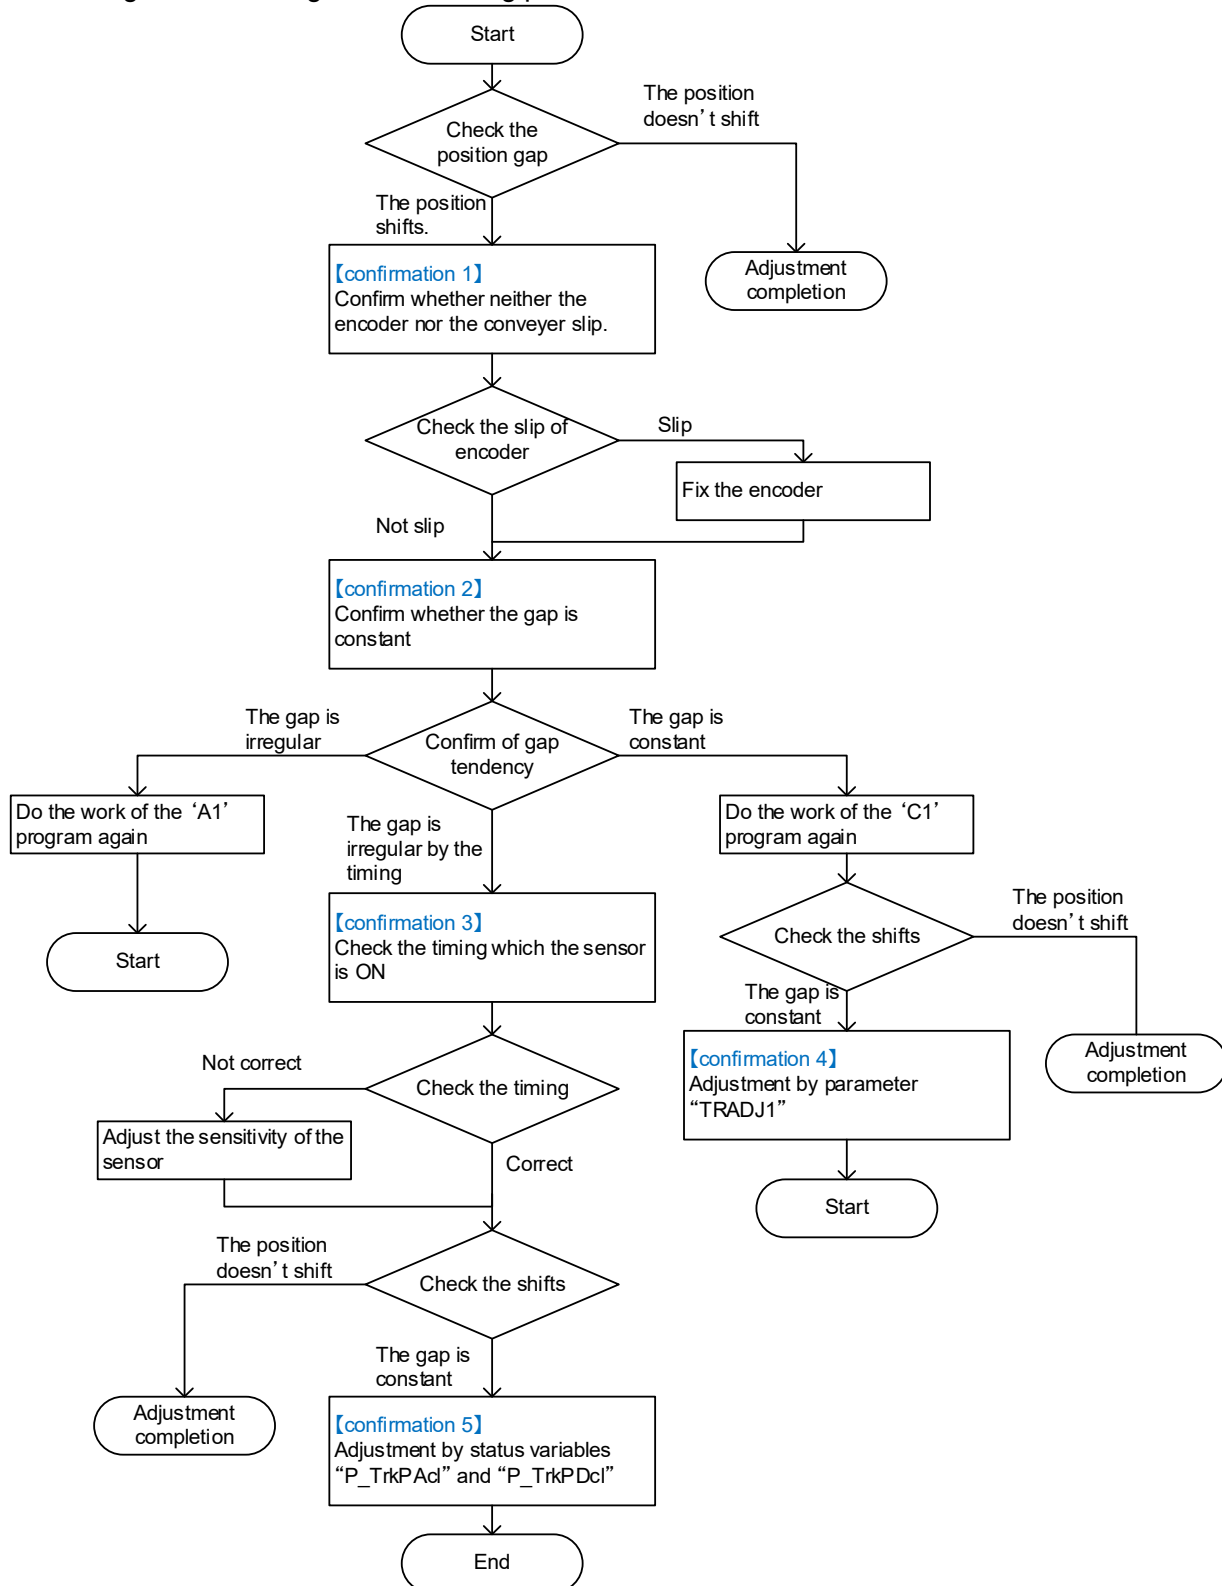 Start
The position
doesn’t shift
Check the
position gap
The position
shifts.
Adjustment
completion
【confirmation 1】
Confirm whether neither the
encoder nor the conveyer slip.
Check the slip of
encoder
Slip
Fix the encoder
Not slip
【confirmation 2】
Confirm whether the gap is
constant
The gap is
irregular
Confirm of gap
tendency
The gap is
constant
Do the work of the ‘A1’
program again
The gap is
irregular by the
timing
Do the work of the ‘C1’
program again
Start
【confirmation 3】
Check the timing which the sensor
is ON
Check the shifts
The position
doesn’t shift
The gap is
constant
Not correct
Check the timing
【confirmation 4】
Adjustment by parameter
“TRADJ1”
Adjustment
completion
Adjust the sensitivity of the
sensor
Correct
Start
The position
doesn’t shift
Check the shifts
The gap is
constant
Adjustment
completion
【confirmation 5】
Adjustment by status variables
“P_TrkPAcl” and “P_TrkPDcl”
End